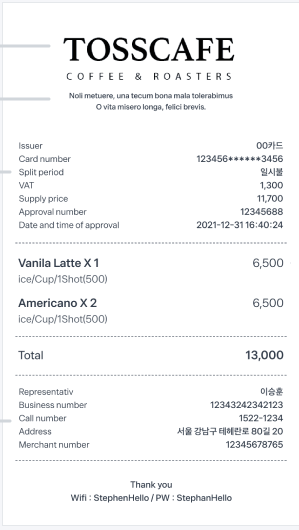 TOSSCAFE
COFFEE & ROASTERS
Noli metuere, una tecum bona mala tolerabimus
O vita misero longa, felici brevis.
Issuer 00카드
Card number 123456******3456
Split period 일시불
VAT 1,300
Supply price 11,700
Approval number 12345688
Date and time of approval 2021-12-31 16:40:24
Vanila Latte X 1 6,500
ice/Cup/1Shot(500)
Americano X 2 6,500
ice/Cup/1Shot(500)
Total 13,000
Representativ 이승훈
Business number 12343242342123
Call number 1522-1234
Address 서울 강남구 테헤란로 80길 20
Merchant number 12345678765
Thank you
Wifi : StephenHello / PW : StephanHello